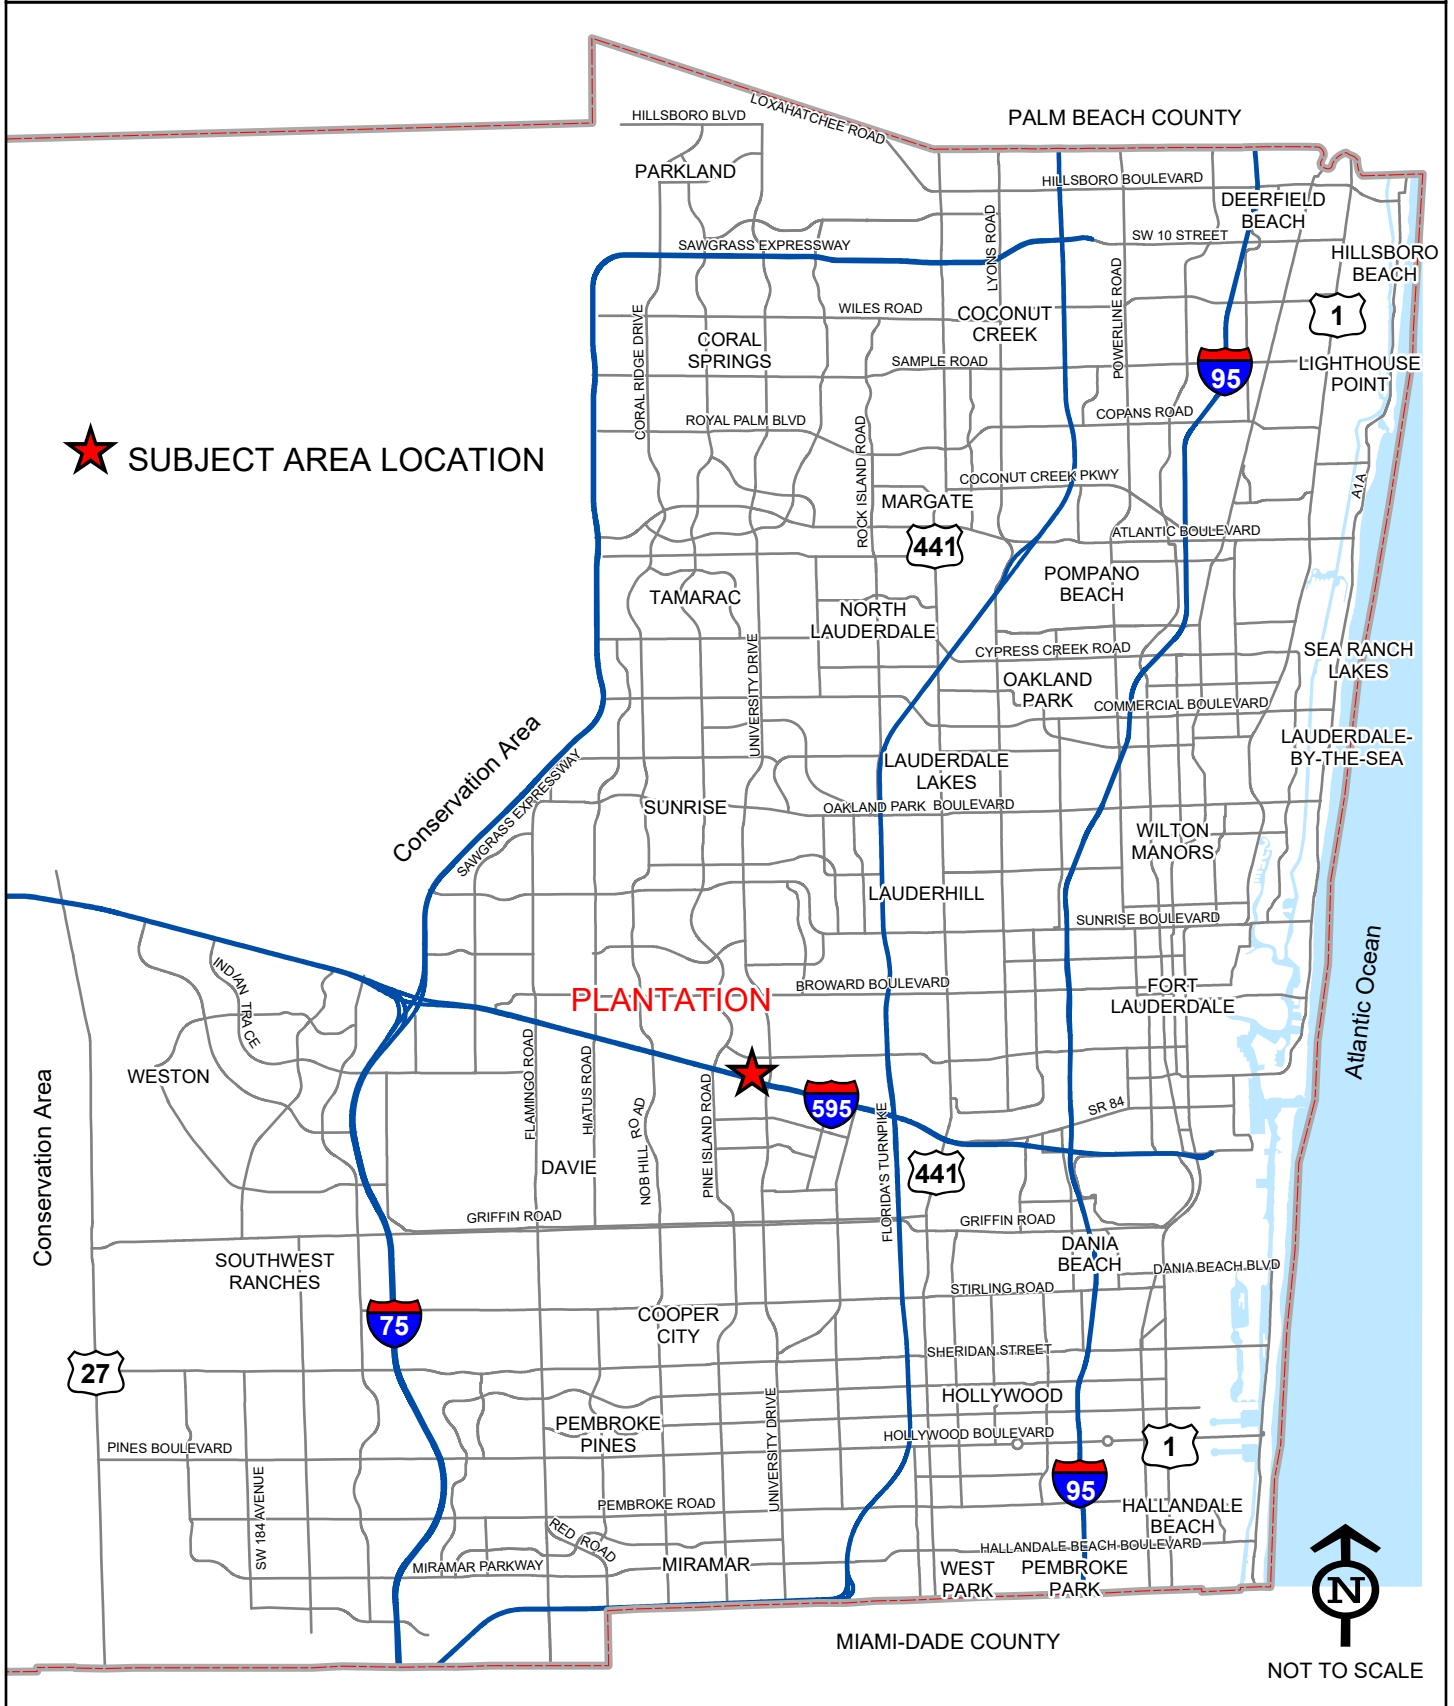 LOXAHATCHEE ROAD
HILLSBORO BLVD
PALM BEACH COUNTY
PARKLAND
HILLSBORO BOULEVARD
DEERFIELD
BEACH
LYONS ROAD
SW 10 STREET
SAWGRASS EXPRESSWAY
HILLSBORO
BEACH
POWERLINE ROAD
WILES ROAD
COCONUT
CREEK
1
CORAL RIDGE DRIVE
CORAL
SPRINGS
SAMPLE ROAD
95
LIGHTHOUSE
POINT
ROYAL PALM BLVD
COPANS ROAD
ROCK ISLAND ROAD
SUBJECT AREA LOCATION
COCONUT CREEK PKWY
A1A
MARGATE
441
ATLANTIC BOULEVARD
POMPANO
BEACH
TAMARAC
NORTH
LAUDERDALE
UNIVERSITY DRIVE
CYPRESS CREEK ROAD
SEA RANCH
LAKES
OAKLAND
PARK
COMMERCIAL BOULEVARD
Conservation Area
SAWGRASS EXPRESSWAY
LAUDERDALE-
BY-THE-SEA
LAUDERDALE
LAKES
SUNRISE
OAKLAND PARK BOULEVARD
WILTON
MANORS
LAUDERHILL
SUNRISE BOULEVARD
INDIAN TRACE
BROWARD BOULEVARD
PLANTATION
FORT
LAUDERDALE
Atlantic Ocean
WESTON
FLAMINGO ROAD
HIATUS ROAD
NOB HILL ROAD
PINE ISLAND ROAD
595
FLORIDA'S TURNPIKE
SR 84
Conservation Area
DAVIE
441
GRIFFIN ROAD
GRIFFIN ROAD
SOUTHWEST
RANCHES
DANIA
BEACH
DANIA BEACH BLVD
STIRLING ROAD
75
COOPER
CITY
27
SHERIDAN STREET
HOLLYWOOD
UNIVERSITY DRIVE
PEMBROKE
PINES
HOLLYWOOD BOULEVARD
1
PINES BOULEVARD
SW 184 AVENUE
95
PEMBROKE ROAD
HALLANDALE
BEACH
RED ROAD
HALLANDALE BEACH BOULEVARD
MIRAMAR PARKWAY
MIRAMAR
WEST
PARK
PEMBROKE
PARK
N
MIAMI-DADE COUNTY
NOT TO SCALE